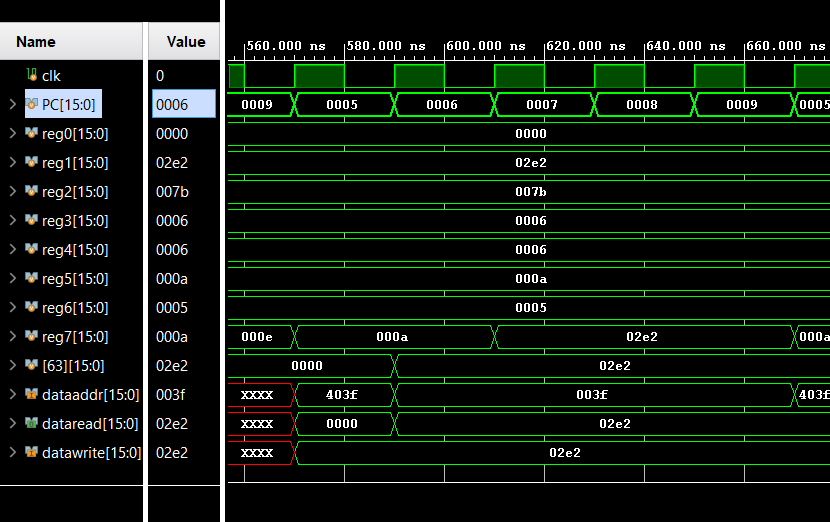 Name Value 560.000 ns 580.000 ns 600.000 ns 620.000 ns 640.000 ns 660.000 ns
clk 0
PC[15:0] 0006 0009 0005 0006 0007 0008 0009 0005
reg0[15:0] 0000 0000
reg1[15:0] 02e2 02e2
reg2[15:0] 007b 007b
reg3[15:0] 0006 0006
reg4[15:0] 0006 0006
reg5[15:0] 000a 000a
reg6[15:0] 0005 0005
reg7[15:0] 000a 000e 000a 02e2 000a
[63][15:0] 02e2 0000 02e2
dataaddr[15:0] 003f XXXX 403f 003f 403f
dataread[15:0] 02e2 XXXX 0000 02e2
datawrite[15:0] 02e2 XXXX 02e2